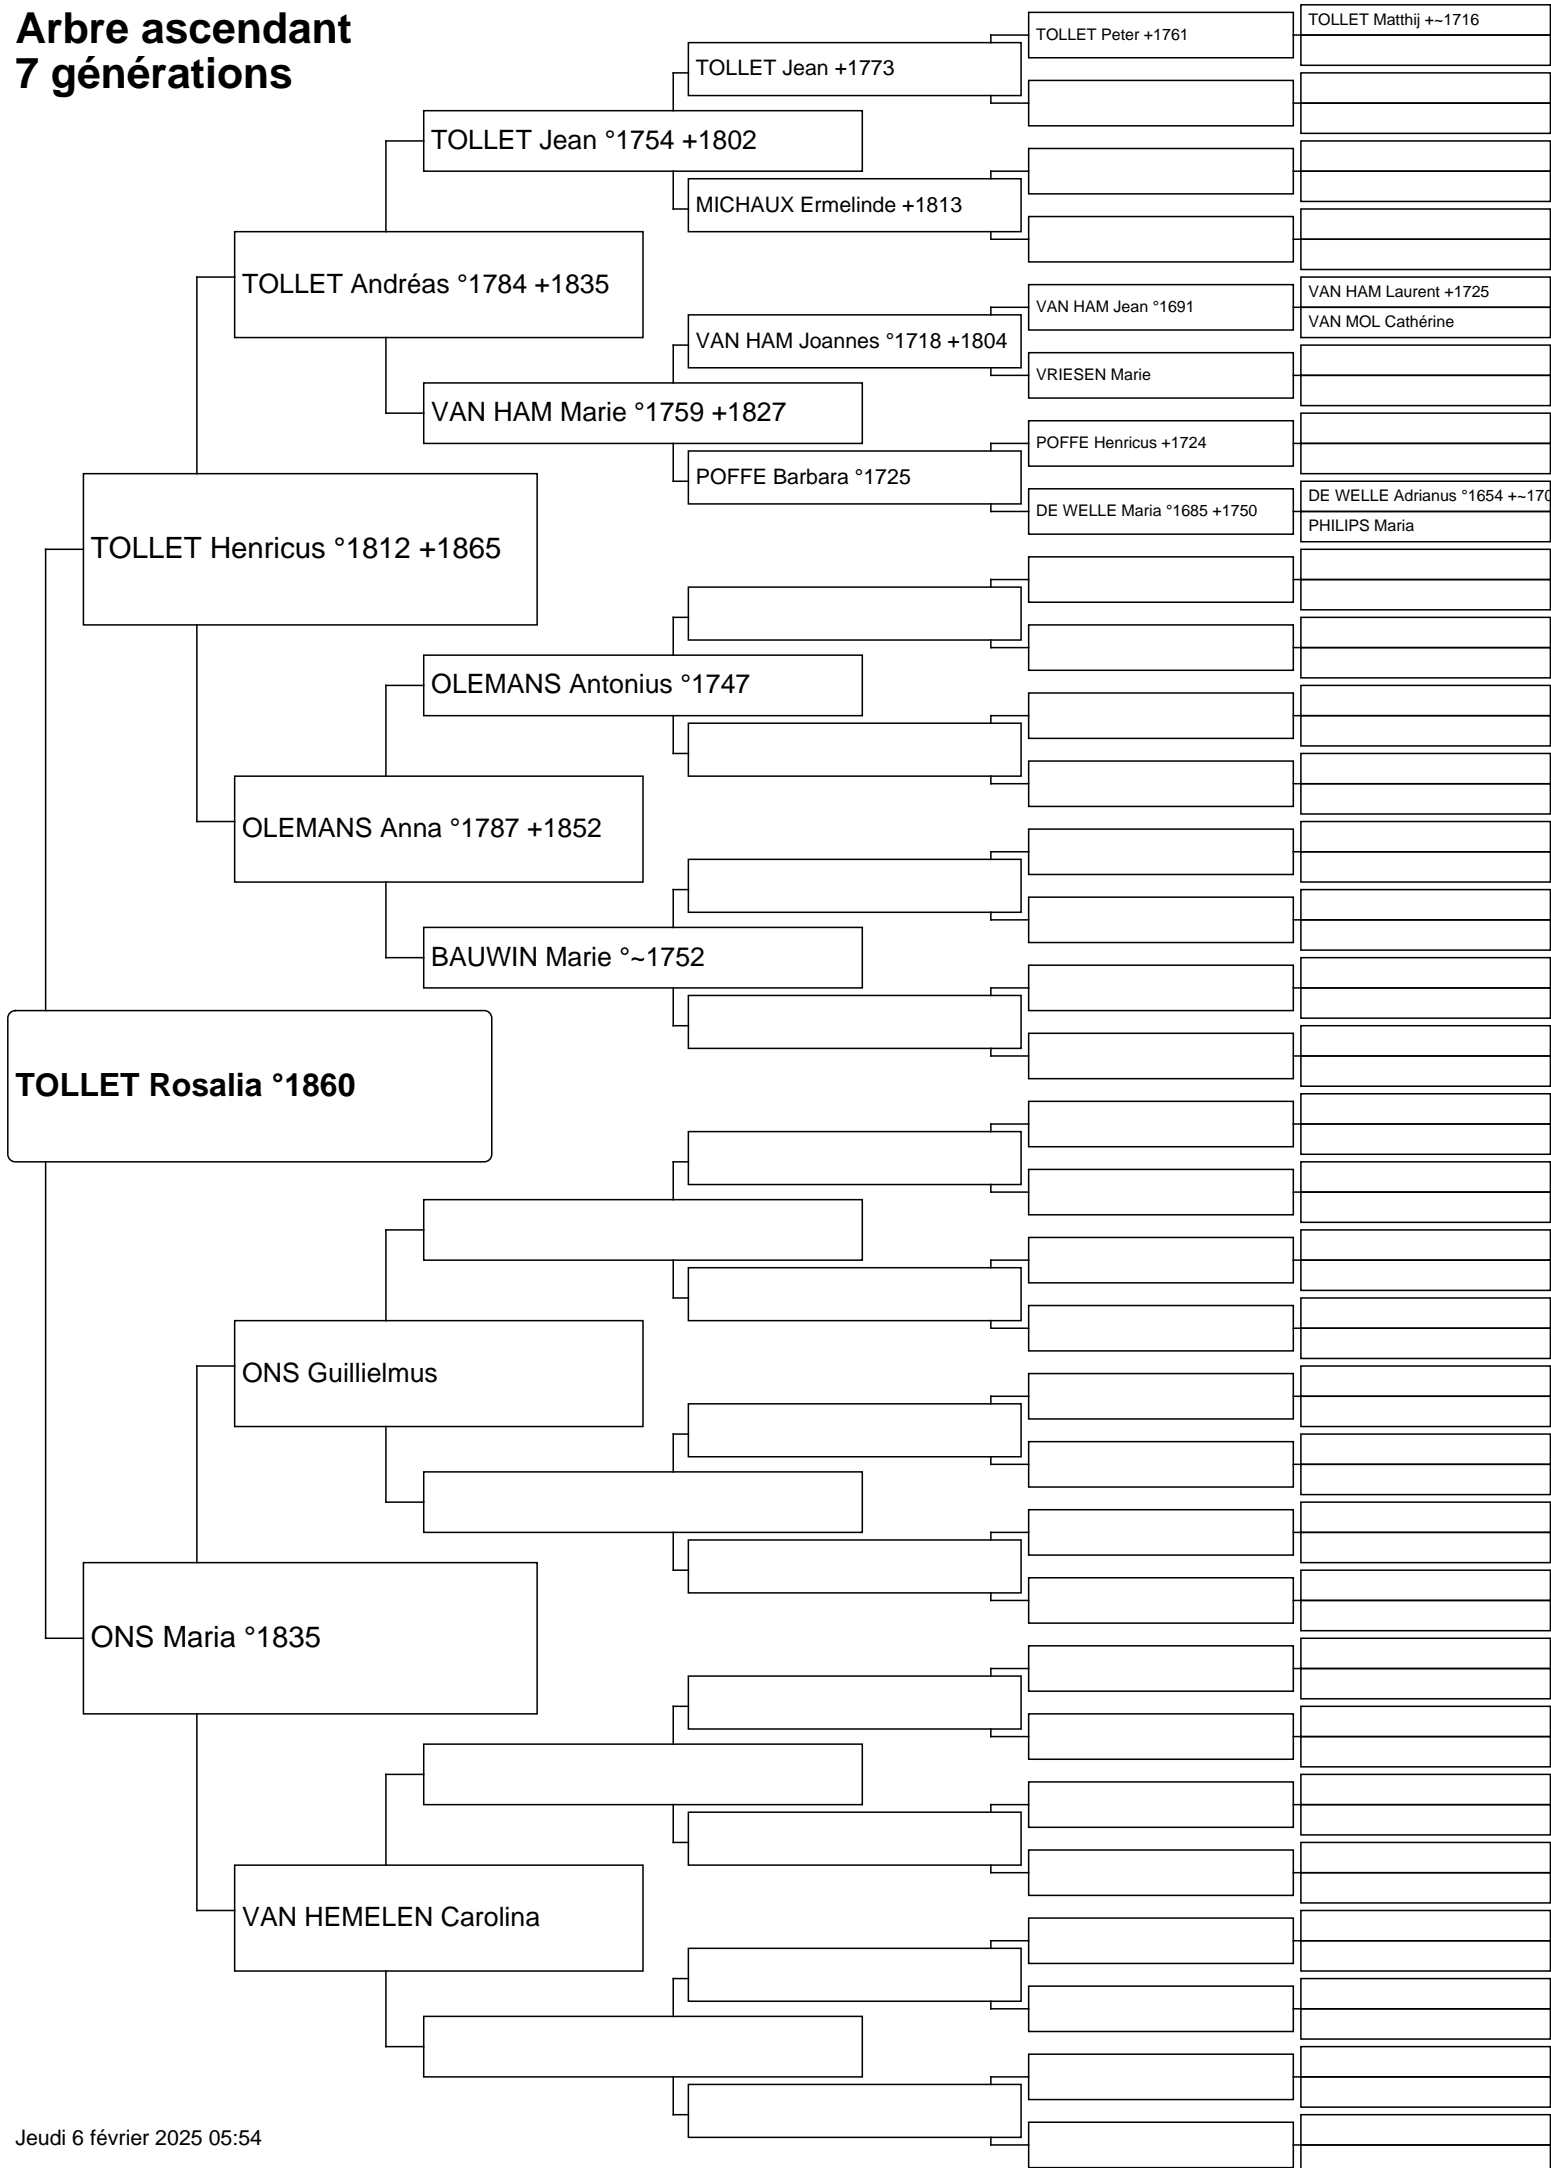 Arbre ascendant
7 générations
TOLLET Matthij +~1716
TOLLET Peter +1761
TOLLET Jean +1773
TOLLET Jean °1754 +1802
MICHAUX Ermelinde +1813
TOLLET Andréas °1784 +1835
VAN HAM Laurent +1725
VAN HAM Jean °1691
VAN MOL Cathérine
VAN HAM Joannes °1718 +1804
VRIESEN Marie
VAN HAM Marie °1759 +1827
POFFE Henricus +1724
POFFE Barbara °1725
DE WELLE Adrianus °1654 +~170
DE WELLE Maria °1685 +1750
PHILIPS Maria
TOLLET Henricus °1812 +1865
OLEMANS Antonius °1747
OLEMANS Anna °1787 +1852
BAUWIN Marie °~1752
TOLLET Rosalia °1860
ONS Guillielmus
ONS Maria °1835
VAN HEMELEN Carolina
Jeudi 6 février 2025 05:54